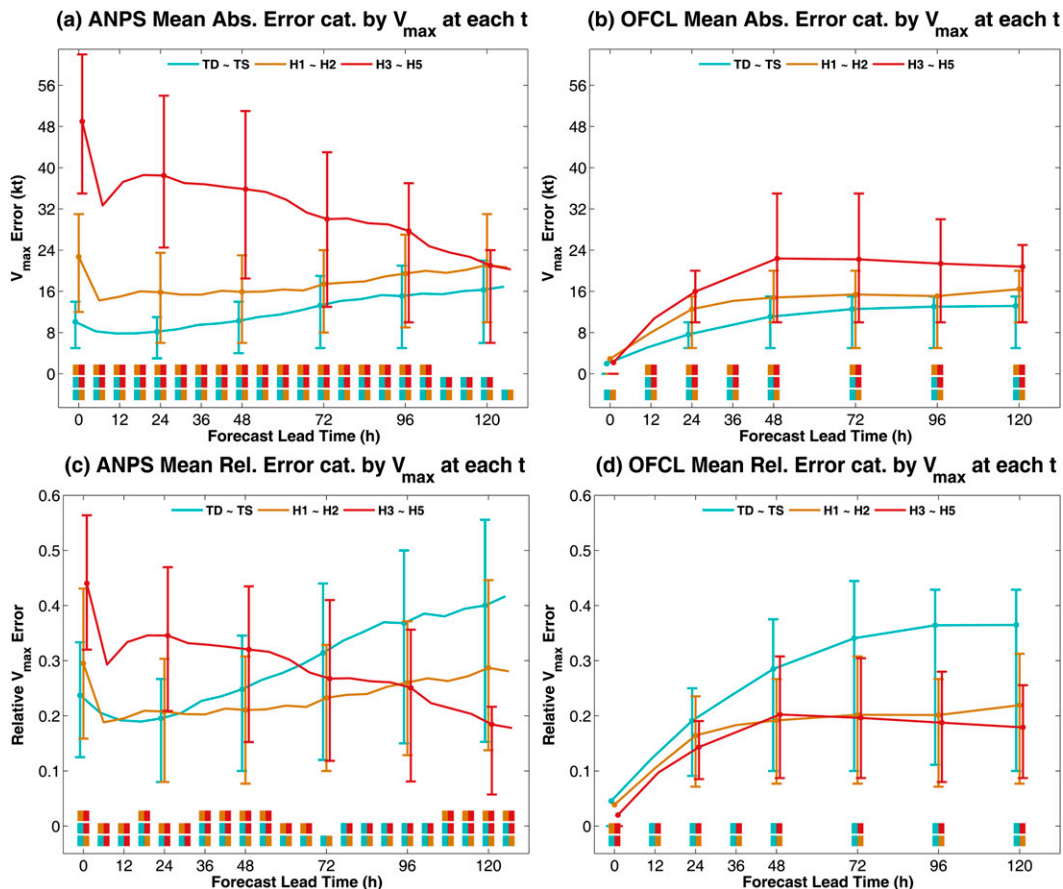 (a) ANPS Mean Abs. Error cat. by Vmax at each t
TD ~ TS H1 ~ H2 H3 ~ H5
Vmax Error (kt)
56
48
40
32
24
16
8
0
0 12 24 36 48 72 96 120
Forecast Lead Time (h)
(b) OFCL Mean Abs. Error cat. by Vmax at each t
TD ~ TS H1 ~ H2 H3 ~ H5
Vmax Error (kt)
56
48
40
32
24
16
8
0
0 12 24 36 48 72 96 120
Forecast Lead Time (h)
(c) ANPS Mean Rel. Error cat. by Vmax at each t
TD ~ TS H1 ~ H2 H3 ~ H5
Relative Vmax Error
0.6
0.5
0.4
0.3
0.2
0.1
0
0 12 24 36 48 72 96 120
Forecast Lead Time (h)
(d) OFCL Mean Rel. Error cat. by Vmax at each t
TD ~ TS H1 ~ H2 H3 ~ H5
Relative Vmax Error
0.6
0.5
0.4
0.3
0.2
0.1
0
0 12 24 36 48 72 96 120
Forecast Lead Time (h)